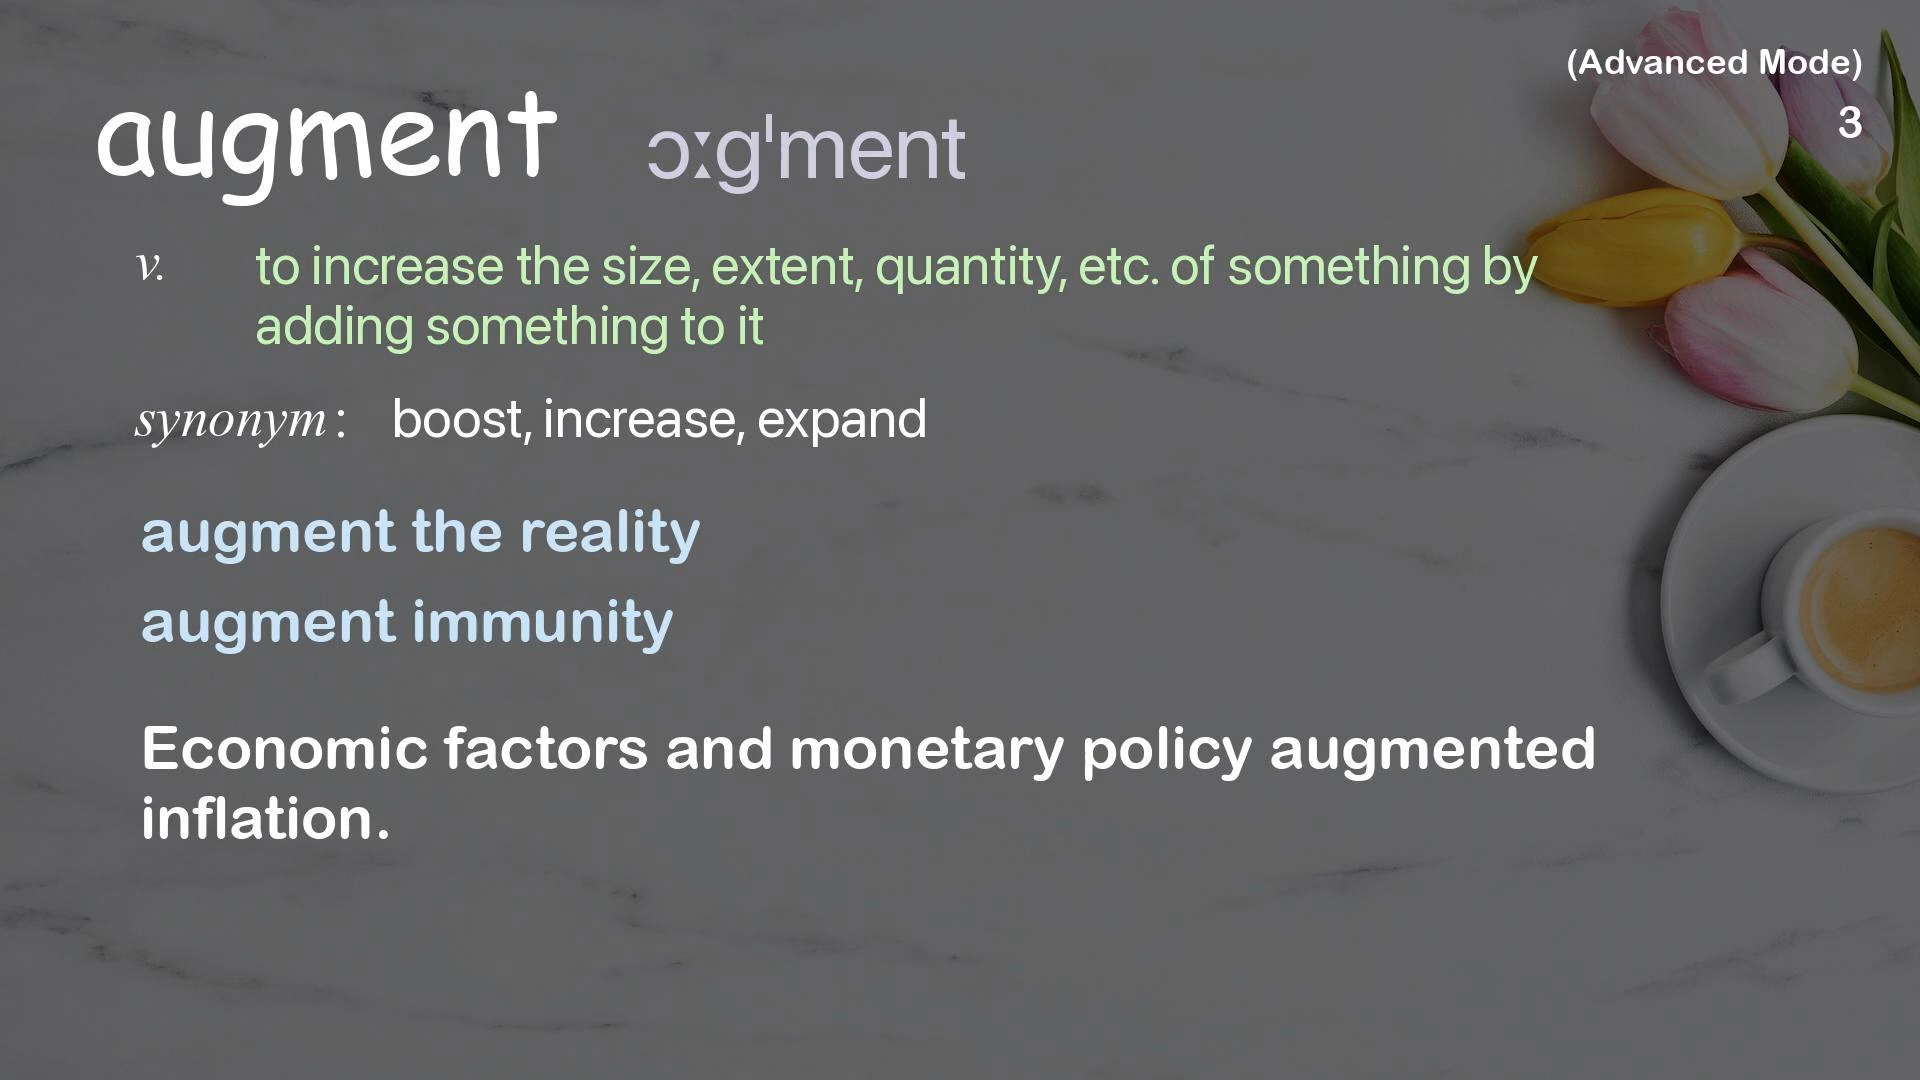 (Advanced Mode)
3
augment ɔːgˈment
v. to increase the size, extent, quantity, etc. of something by
adding something to it
synonym: boost, increase, expand
augment the reality
augment immunity
Economic factors and monetary policy augmented
inflation.